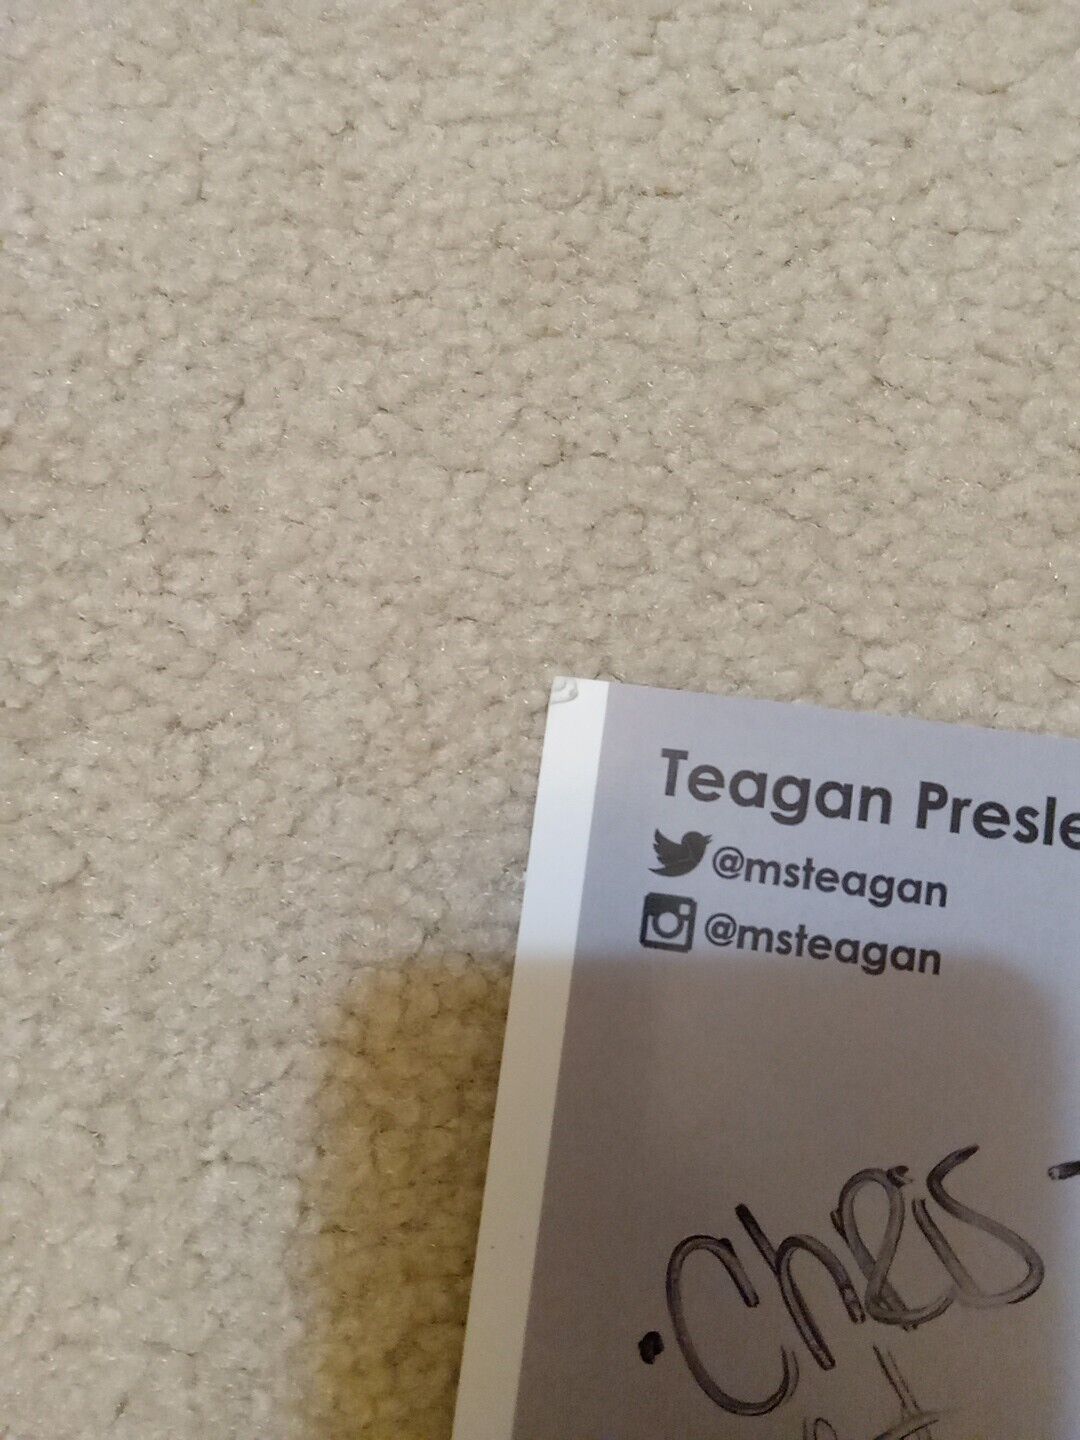 Teagan Presle
@msteagan
@msteagan
Chris -